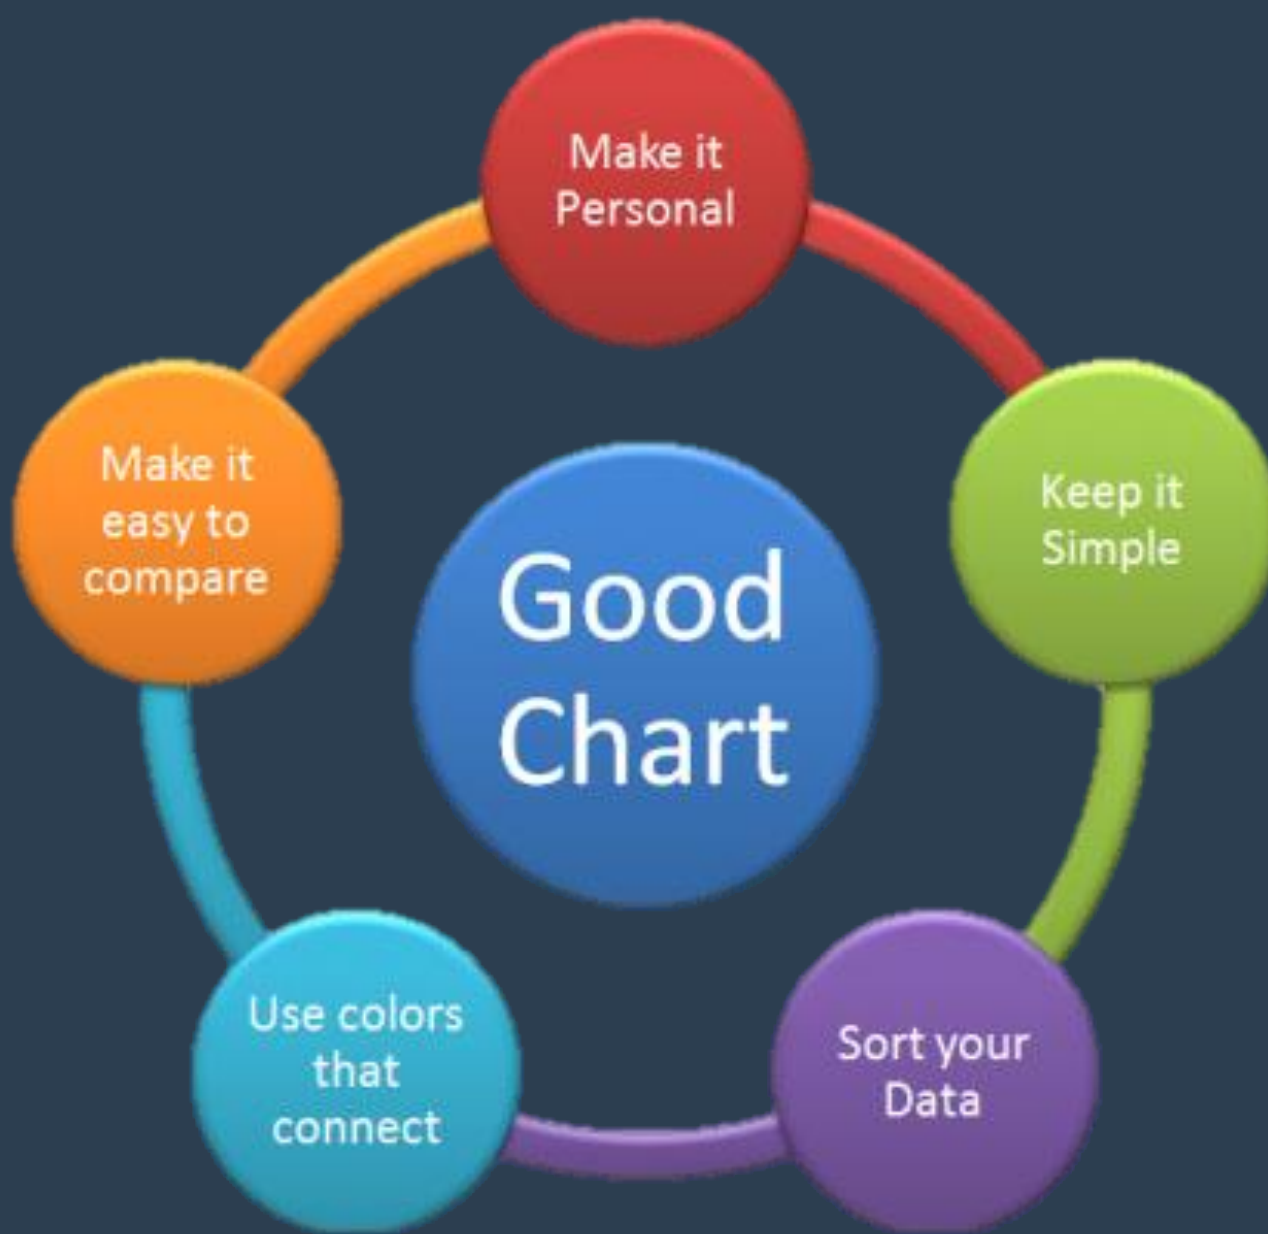 Make it
Personal
Keep it
Simple
Sort your
Data
Use colors
that
connect
Make it
easy to
compare
Good
Chart